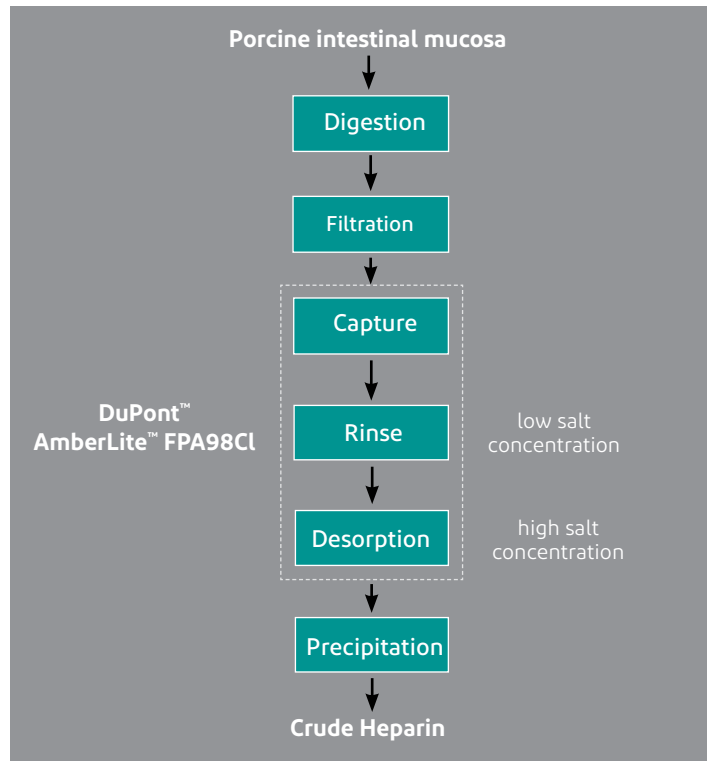 Porcine intestinal mucosa
Digestion
Filtration
Capture
DuPont™
AmberLite™ FPA98Cl
Rinse
low salt
concentration
Desorption
high salt
concentration
Precipitation
Crude Heparin